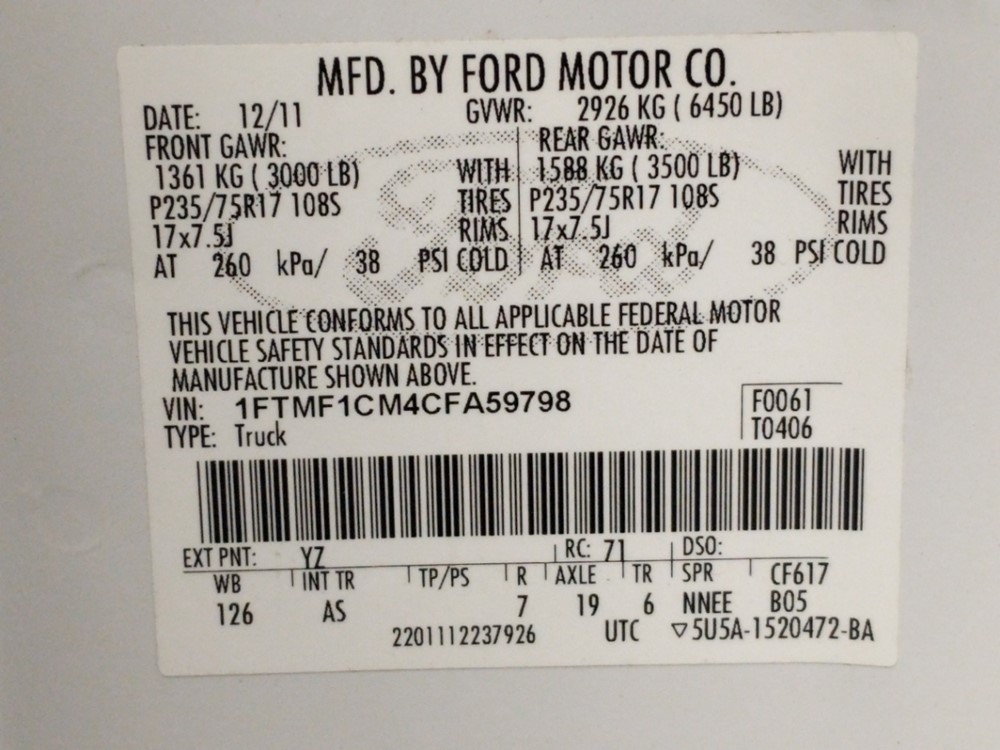 MFD. BY FORD MOTOR CO.
DATE: 12/11 GVWR: 2926 KG ( 6450 LB)
FRONT GAWR: REAR GAWR:
1361 KG ( 3000 LB) WITH 1588 KG ( 3500 LB) WITH
P235/75R17 108S TIRES P235/75R17 108S TIRES
17x7.5J RIMS 17x7.5J RIMS
AT 260 kPa/ 38 PSI COLD AT 260 kPa/ 38 PSI COLD
Ford
THIS VEHICLE CONFORMS TO ALL APPLICABLE FEDERAL MOTOR
VEHICLE SAFETY STANDARDS IN EFFECT ON THE DATE OF
MANUFACTURE SHOWN ABOVE.
VIN: 1FTMF1CM4CFA59798 F0061
TYPE: Truck T0406
EXT PNT: YZ RC: 71 DSO:
WB INT TR TP/PS R AXLE TR SPR CF617
126 AS 7 19 6 NNEE B05
2201112237926 UTC ▽5U5A-1520472-BA